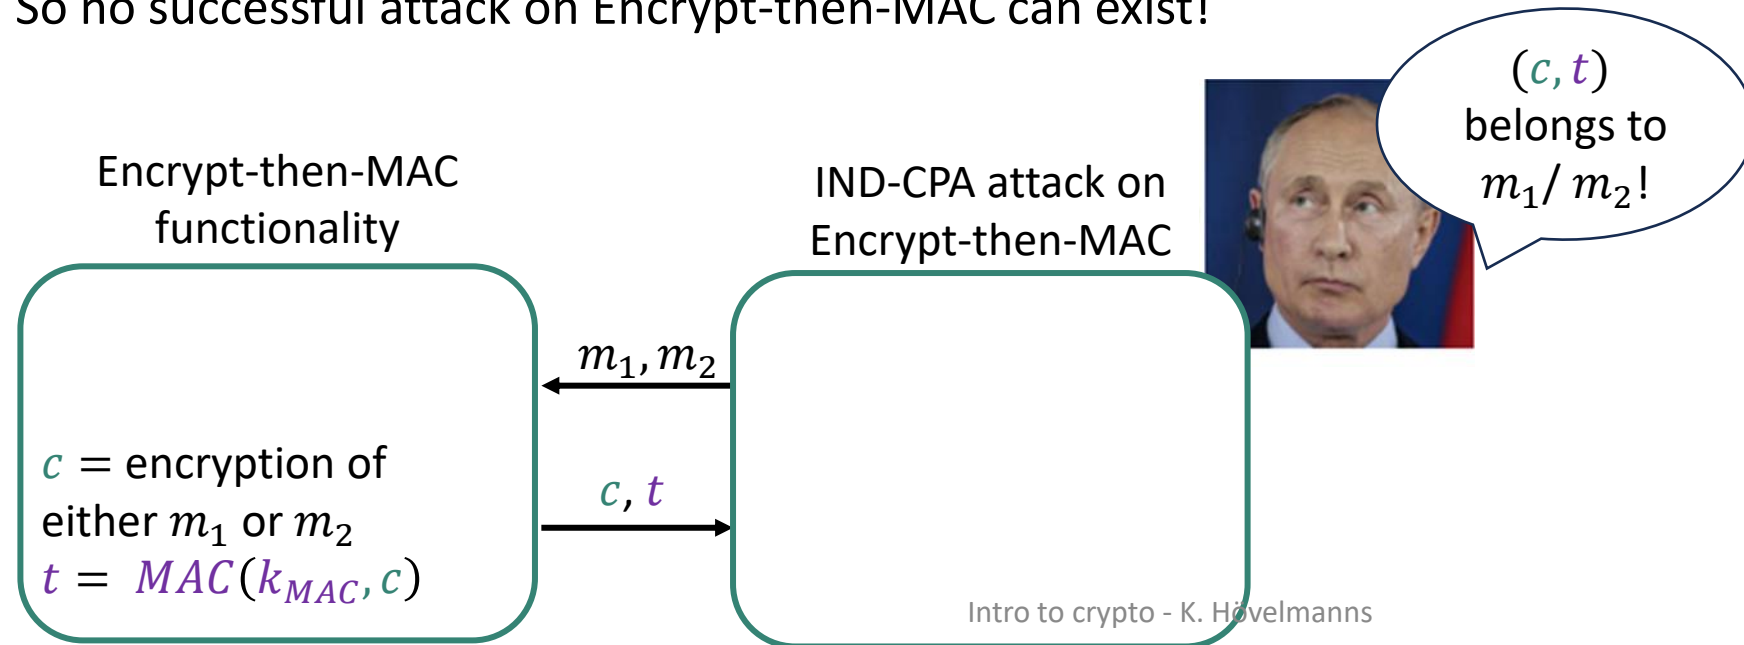 So no successful attack on Encrypt-then-MAC can exist!
(c, t)
belongs to
m₁/ m₂!
Encrypt-then-MAC
functionality
IND-CPA attack on
Encrypt-then-MAC
m₁, m₂
c = encryption of
either m₁ or m₂
t = MAC(k_MAC, c)
c, t
Intro to crypto - K. Hövelmanns